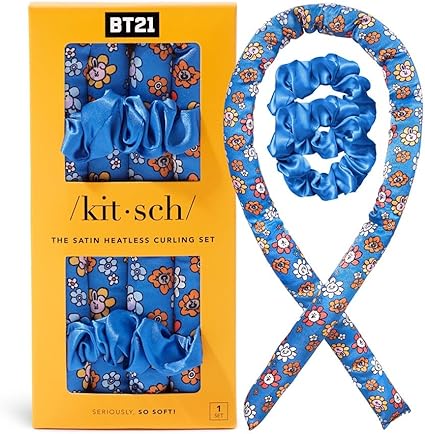 BT21
/kit·sch/
THE SATIN HEATLESS CURLING SET
SERIOUSLY, SO SOFT!
1
SET